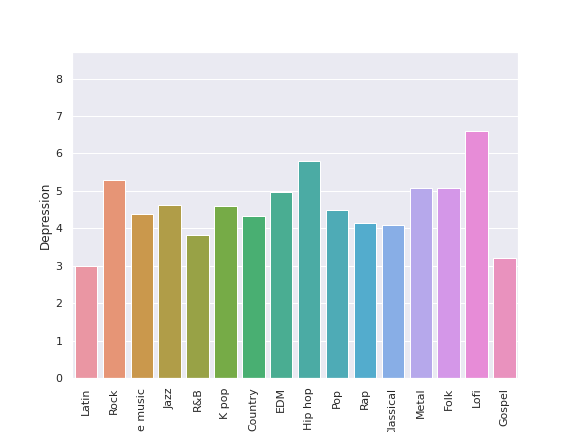 8
7
6
5
4
3
2
1
0
Depression
Latin
Rock
e music
Jazz
R&B
K pop
Country
EDM
Hip hop
Pop
Rap
lassical
Metal
Folk
Lofi
Gospel